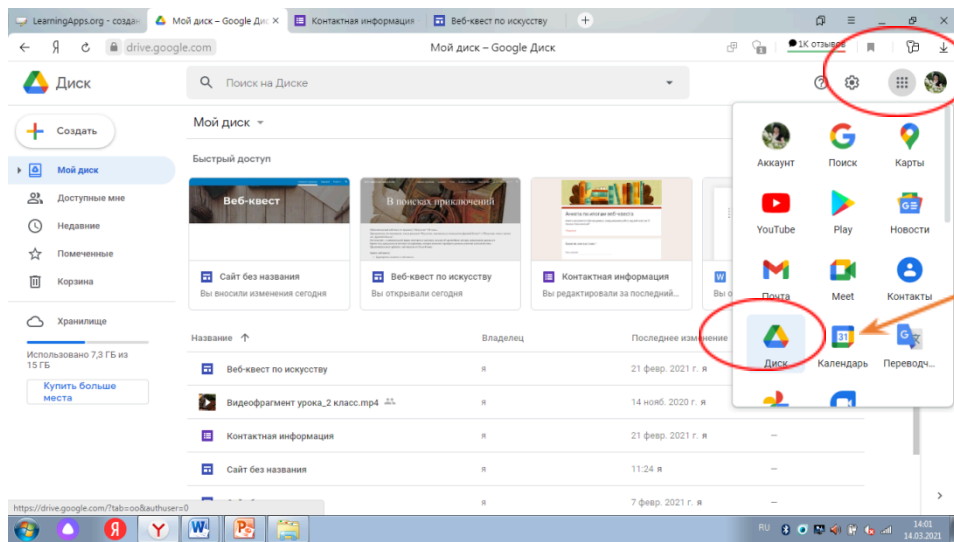 LearningApps.org - создан
Мой диск – Google Дис
Контактная информация
Веб-квест по искусству
drive.google.com
Мой диск – Google Диск
1K отзывов
Диск
Поиск на Диске
Создать
Мой диск
Доступные мне
Недавние
Помеченные
Корзина
Хранилище
Использовано 7,3 ГБ из
15 ГБ
Купить больше
места
Мой диск
Быстрый доступ
Веб-квест
Сайт без названия
Вы вносили изменения сегодня
В поисках приключений
Веб-квест по искусству
Вы открывали сегодня
Контактная информация
Вы редактировали за последний...
Название
Владелец
Последнее изменение
Веб-квест по искусству
я
21 февр. 2021 г. я
Видеофрагмент урока_2 класс.mp4
я
14 нояб. 2020 г. я
Контактная информация
я
21 февр. 2021 г. я
—
Сайт без названия
я
11:24 я
—
я
7 февр. 2021 г. я
—
Аккаунт
Поиск
Карты
YouTube
Play
Новости
Почта
Meet
Контакты
Диск
Календарь
Переводч...
https://drive.google.com/?tab=oo&authuser=0
RU
14:01
14.03.2021